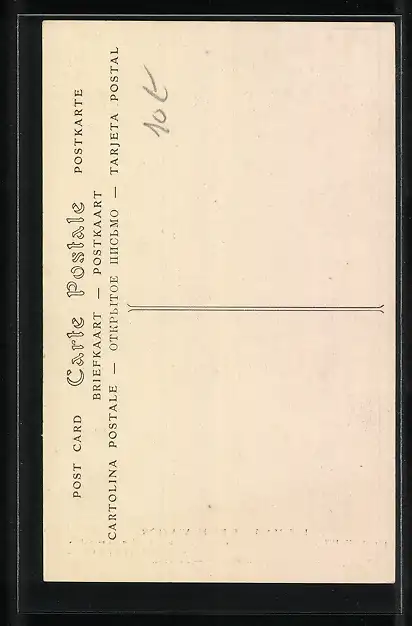 POST CARD Carte Postale POSTKARTE
BRIEFKAART — POSTKAART
CARTOLINA POSTALE — ОТКРЫТОЕ ПИСЬМО — TARJETA POSTAL
10€